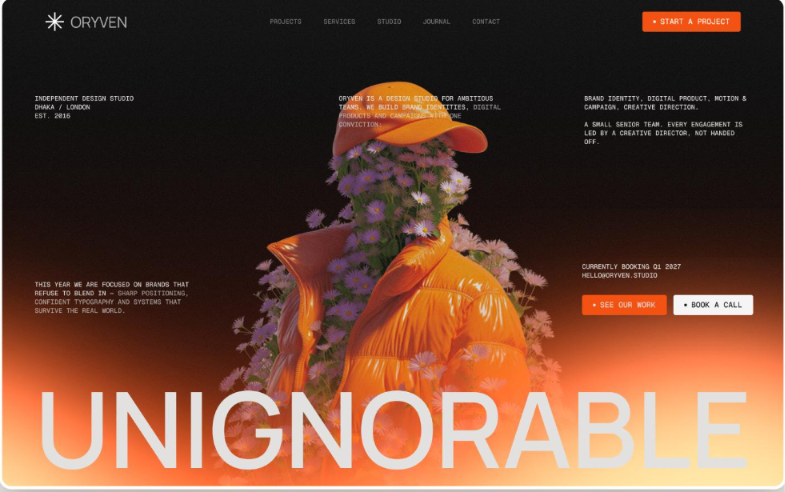 ORYVEN
PROJECTS
SERVICES
STUDIO
JOURNAL
CONTACT
START A PROJECT
INDEPENDENT DESIGN STUDIO
DHAKA / LONDON
EST. 2016
ORYVEN IS A DESIGN STUDIO FOR AMBITIOUS
TEAMS. WE BUILD BRAND IDENTITIES, DIGITAL
PRODUCTS AND CAMPAIGNS WITH ONE
CONVICTION.
BRAND IDENTITY, DIGITAL PRODUCT, MOTION &
CAMPAIGN, CREATIVE DIRECTION.
A SMALL SENIOR TEAM. EVERY ENGAGEMENT IS
LED BY A CREATIVE DIRECTOR, NOT HANDED
OFF.
THIS YEAR WE ARE FOCUSED ON BRANDS THAT
REFUSE TO BLEND IN — SHARP POSITIONING,
CONFIDENT TYPOGRAPHY AND SYSTEMS THAT
SURVIVE THE REAL WORLD.
CURRENTLY BOOKING Q1 2027
HELLO@ORYVEN.STUDIO
SEE OUR WORK
BOOK A CALL
UNIGNORABLE